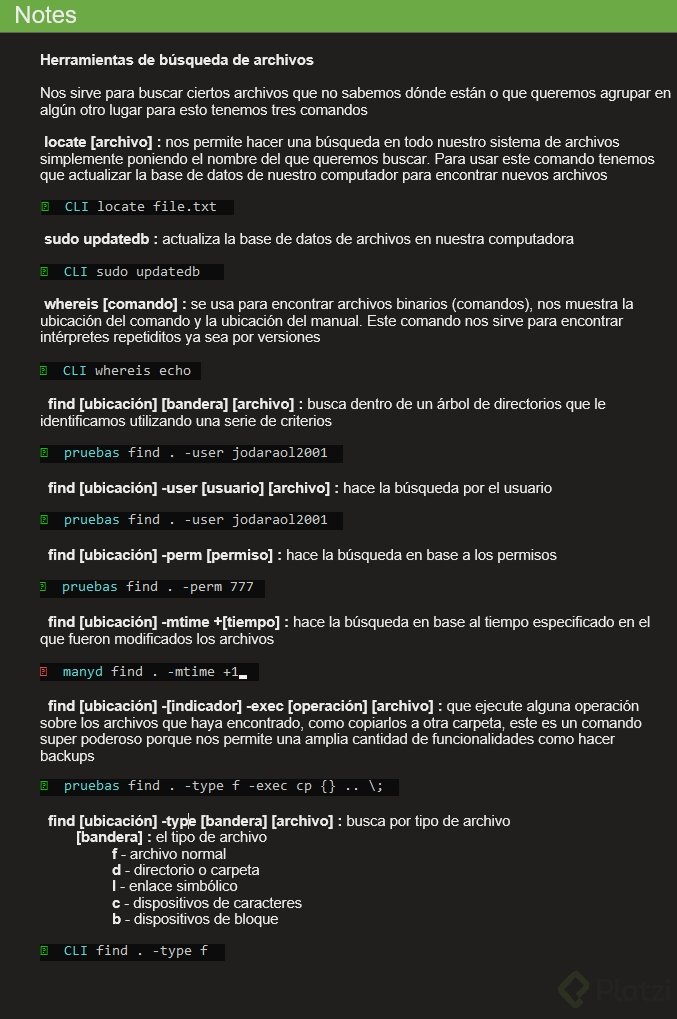 Notes
Herramientas de búsqueda de archivos
Nos sirve para buscar ciertos archivos que no sabemos dónde están o que queremos agrupar en
algún otro lugar para esto tenemos tres comandos
locate [archivo] : nos permite hacer una búsqueda en todo nuestro sistema de archivos
simplemente poniendo el nombre del que queremos buscar. Para usar este comando tenemos
que actualizar la base de datos de nuestro computador para encontrar nuevos archivos
CLI locate file.txt
sudo updatedb : actualiza la base de datos de archivos en nuestra computadora
CLI sudo updatedb
whereis [comando] : se usa para encontrar archivos binarios (comandos), nos muestra la
ubicación del comando y la ubicación del manual. Este comando nos sirve para encontrar
intérpretes repetiditos ya sea por versiones
CLI whereis echo
find [ubicación] [bandera] [archivo] : busca dentro de un árbol de directorios que le
identificamos utilizando una serie de criterios
pruebas find . -user jodaraol2001
find [ubicación] -user [usuario] [archivo] : hace la búsqueda por el usuario
pruebas find . -user jodaraol2001
find [ubicación] -perm [permiso] : hace la búsqueda en base a los permisos
pruebas find . -perm 777
find [ubicación] -mtime +[tiempo] : hace la búsqueda en base al tiempo especificado en el
que fueron modificados los archivos
manyd find . -mtime +1
find [ubicación] -[indicador] -exec [operación] [archivo] : que ejecute alguna operación
sobre los archivos que haya encontrado, como copiarlos a otra carpeta, este es un comando
super poderoso porque nos permite una amplia cantidad de funcionalidades como hacer
backups
pruebas find . -type f -exec cp {} .. \;
find [ubicación] -type [bandera] [archivo] : busca por tipo de archivo
[bandera] : el tipo de archivo
f - archivo normal
d - directorio o carpeta
l - enlace simbólico
c - dispositivos de caracteres
b - dispositivos de bloque
CLI find . -type f
Platzi